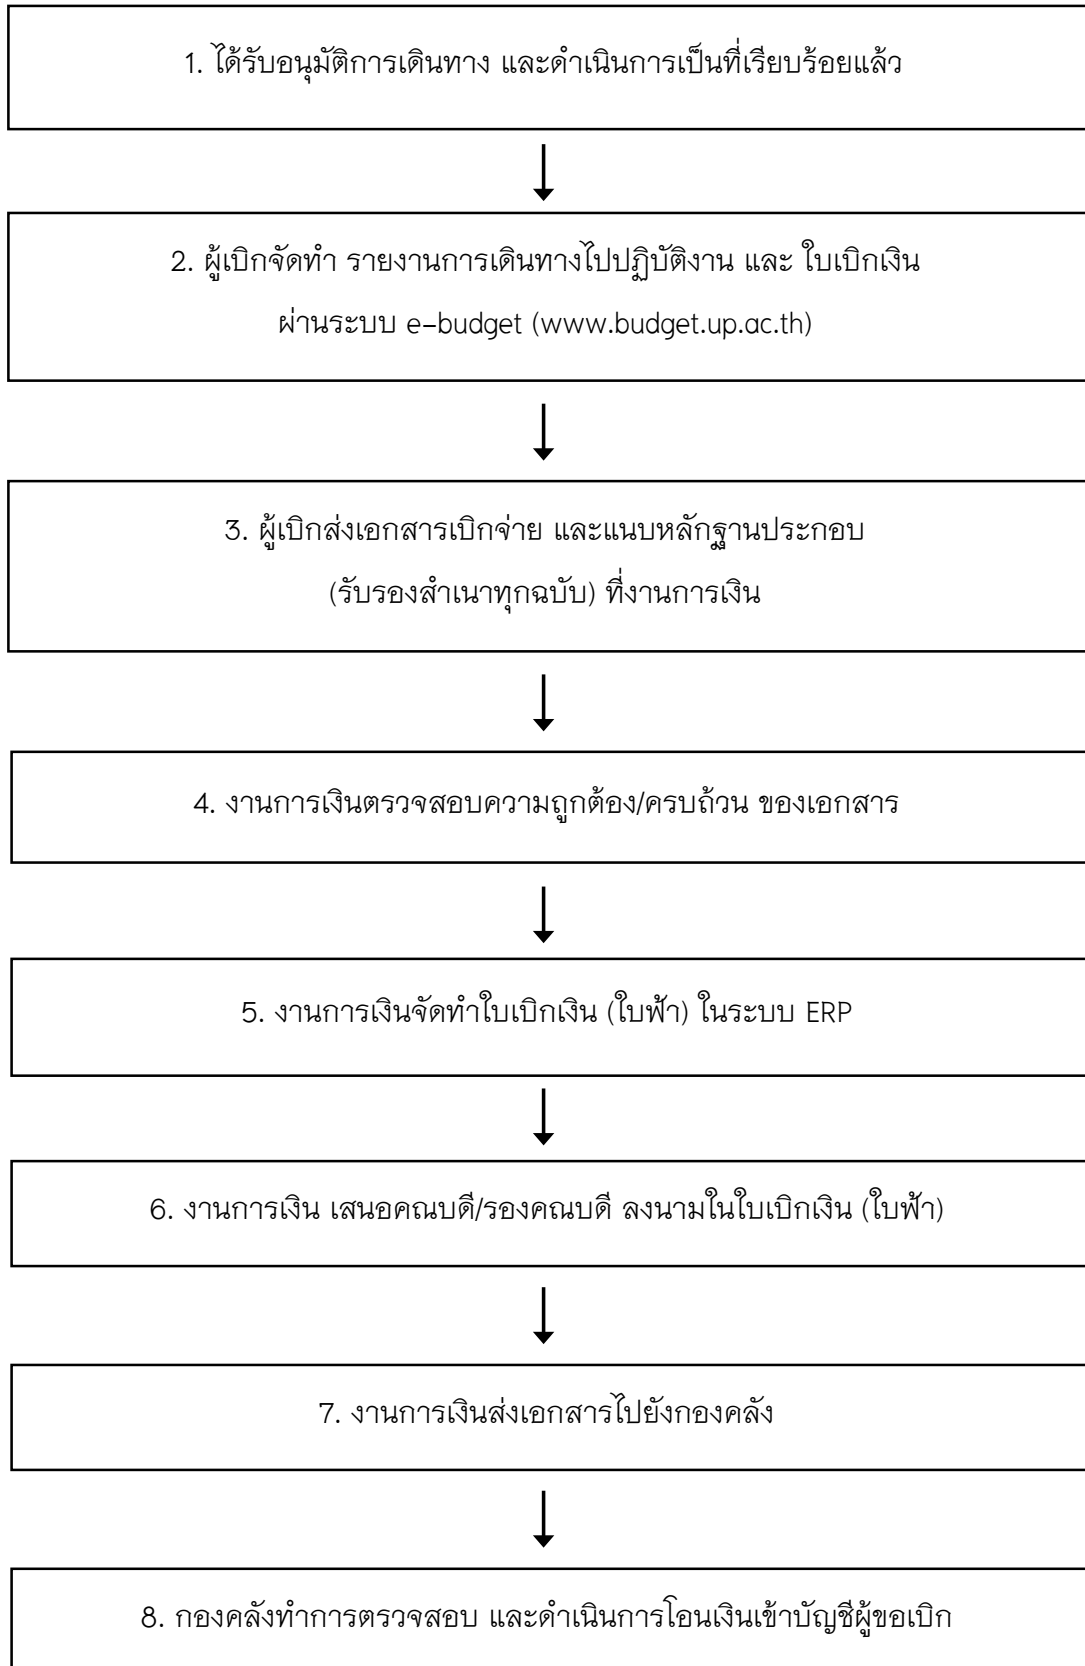 1. ได้รับอนุมัติการเดินทาง และดำเนินการเป็นที่เรียบร้อยแล้ว
2. ผู้เบิกจัดทำ รายงานการเดินทางไปปฏิบัติงาน และ ใบเบิกเงิน
ผ่านระบบ e-budget (www.budget.up.ac.th)
3. ผู้เบิกส่งเอกสารเบิกจ่าย และแนบหลักฐานประกอบ
(รับรองสำเนาทุกฉบับ) ที่งานการเงิน
4. งานการเงินตรวจสอบความถูกต้อง/ครบถ้วน ของเอกสาร
5. งานการเงินจัดทำใบเบิกเงิน (ใบฟ้า) ในระบบ ERP
6. งานการเงิน เสนอคณบดี/รองคณบดี ลงนามในใบเบิกเงิน (ใบฟ้า)
7. งานการเงินส่งเอกสารไปยังกองคลัง
8. กองคลังทำการตรวจสอบ และดำเนินการโอนเงินเข้าบัญชีผู้ขอเบิก